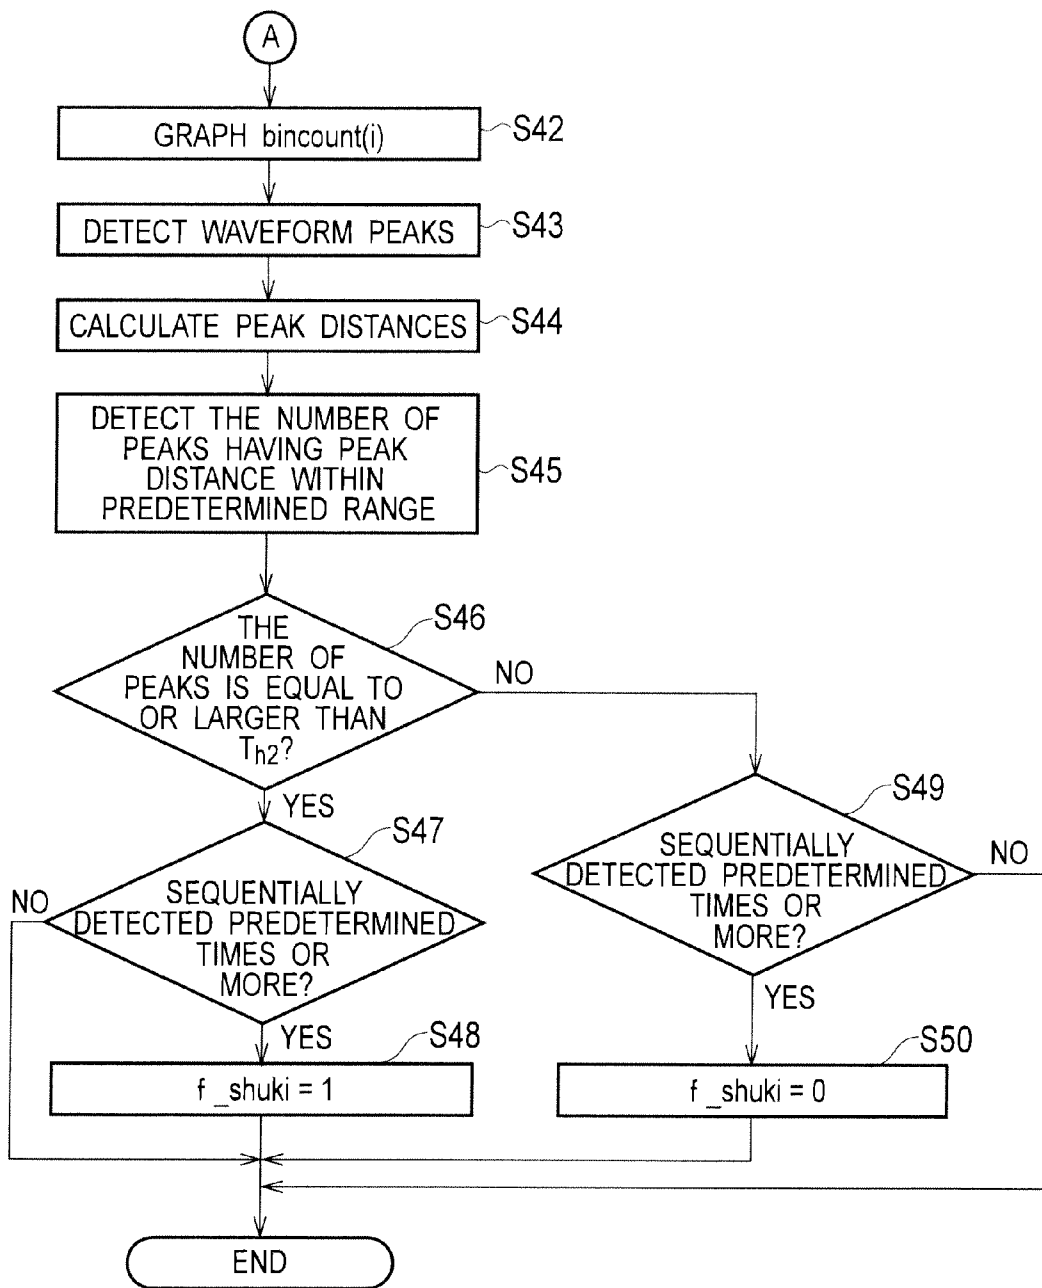 A
GRAPH bincount(i)
S42
DETECT WAVEFORM PEAKS
S43
CALCULATE PEAK DISTANCES
S44
DETECT THE NUMBER OF
PEAKS HAVING PEAK
DISTANCE WITHIN
PREDETERMINED RANGE
S45
THE
NUMBER OF
PEAKS IS EQUAL TO
OR LARGER THAN
Th2?
S46
NO
YES
SEQUENTIALLY
DETECTED PREDETERMINED
TIMES OR
MORE?
S47
NO
YES
SEQUENTIALLY
DETECTED PREDETERMINED
TIMES OR
MORE?
S49
NO
YES
f_shuki = 1
S48
f_shuki = 0
S50
END